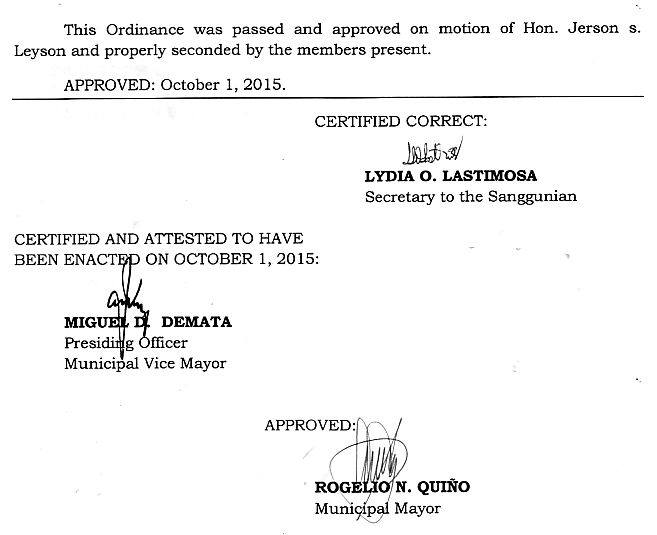 This Ordinance was passed and approved on motion of Hon. Jerson s.
Leyson and properly seconded by the members present.
APPROVED: October 1, 2015.
CERTIFIED CORRECT:
LYDIA O. LASTIMOSA
Secretary to the Sanggunian
CERTIFIED AND ATTESTED TO HAVE
BEEN ENACTED ON OCTOBER 1, 2015:
MIGUEL D. DEMATA
Presiding Officer
Municipal Vice Mayor
APPROVED:
ROGELIO N. QUIÑO
Municipal Mayor